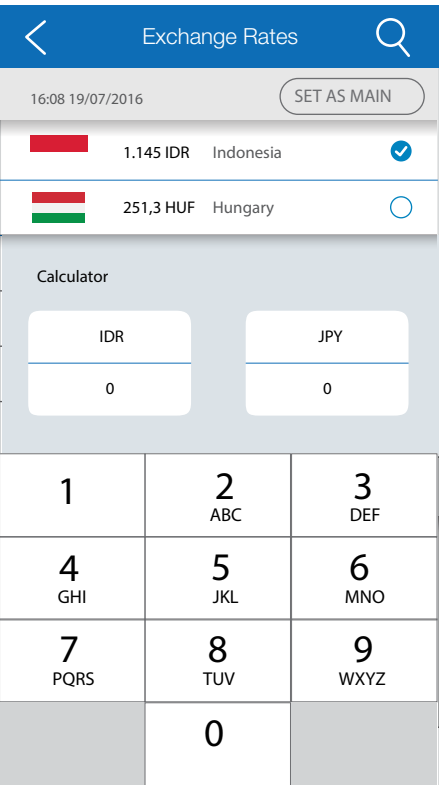 Exchange Rates
16:08 19/07/2016 SET AS MAIN
1.145 IDR Indonesia
251,3 HUF Hungary
Calculator
IDR JPY
0 0
1 2 3
ABC DEF
4 5 6
GHI JKL MNO
7 8 9
PQRS TUV WXYZ
0